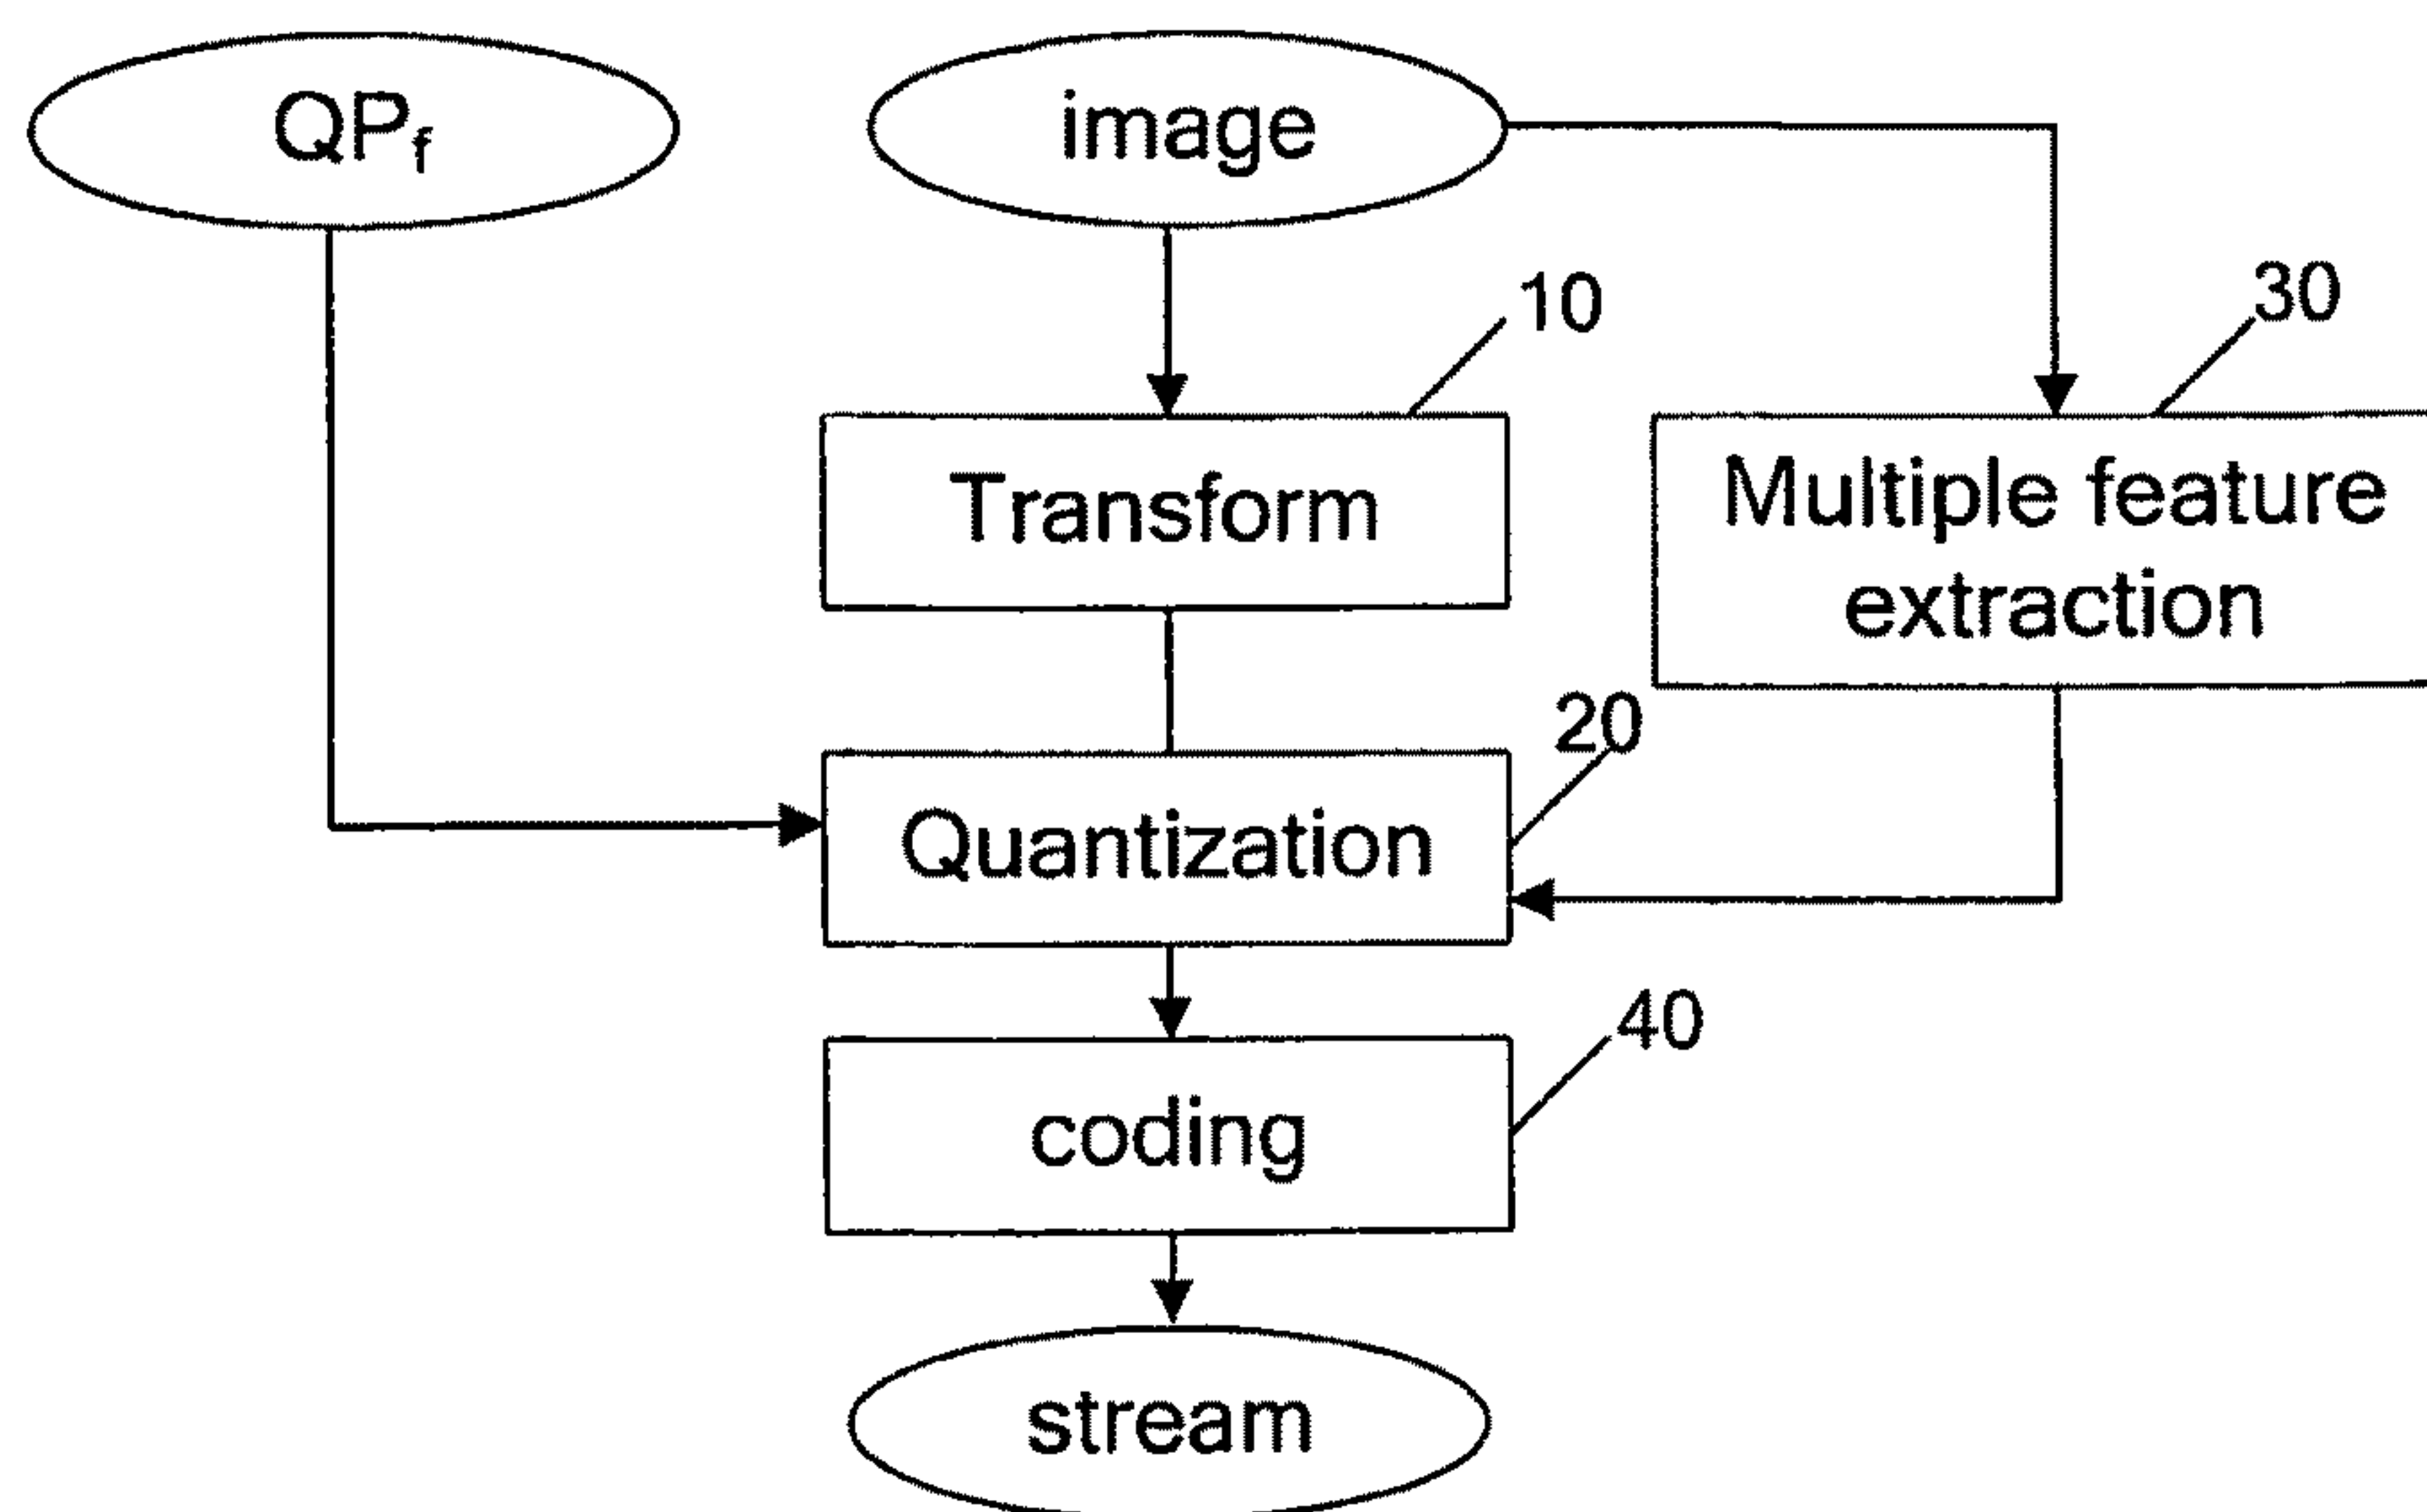 QPf
image
10
30
Transform
Multiple feature
extraction
20
Quantization
40
coding
stream